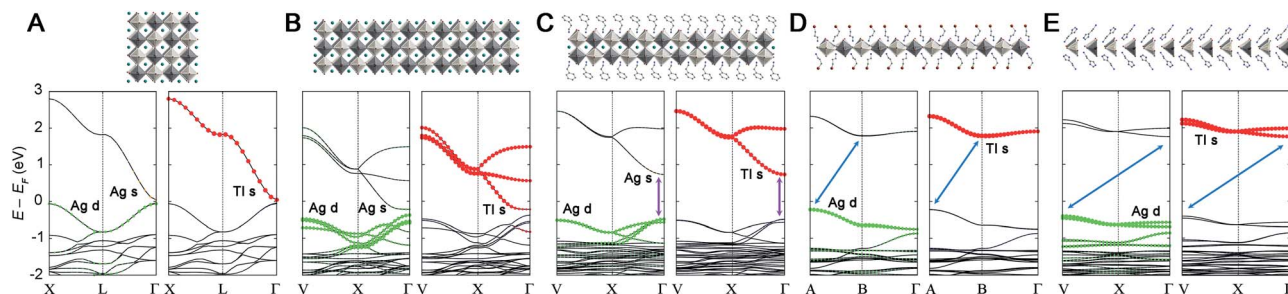 A B C D E
3
2
1
0
-1
-2
E − E_F (eV)
Ag d
Ag s
Tl s
Ag d
Ag s
Tl s
Ag d
Ag s
Tl s
Ag d
Tl s
Ag d
Tl s
X L Γ X L Γ V X Γ V X Γ V X Γ V X Γ A B Γ A B Γ V X Γ V X Γ